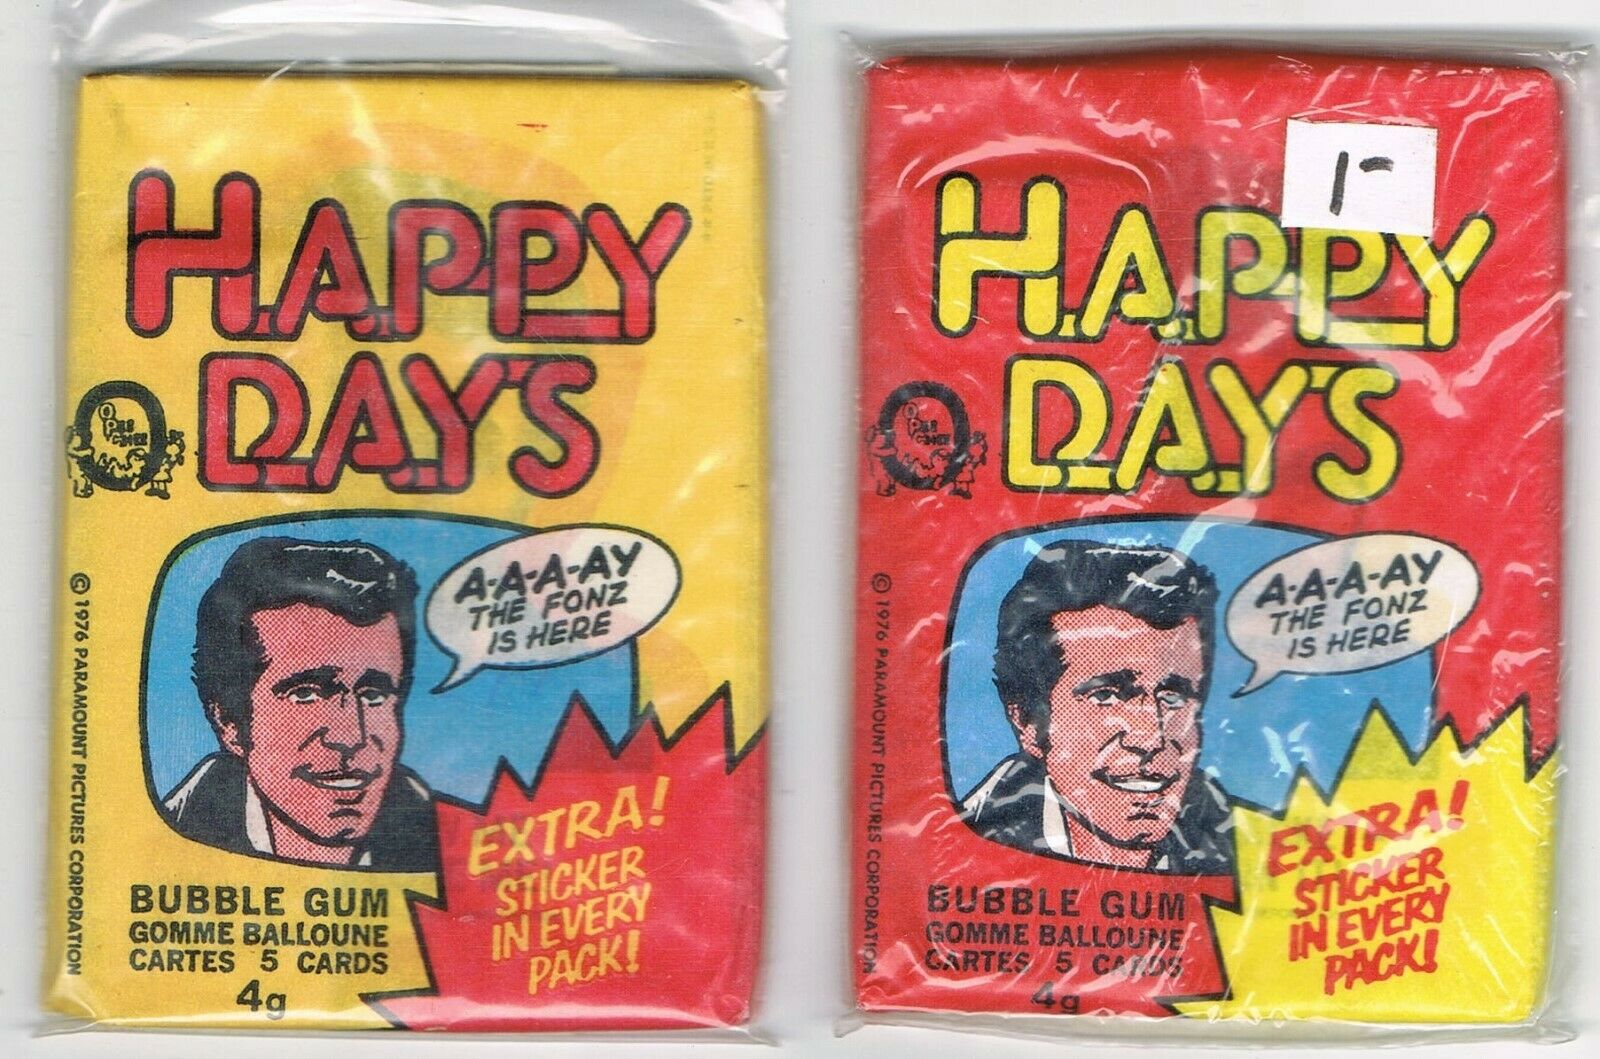 HAPPY
DAYS
O
PEE
CHEE
A-A-A-AY
THE FONZ
IS HERE
© 1976 PARAMOUNT PICTURES CORPORATION
EXTRA!
STICKER
IN EVERY
PACK!
BUBBLE GUM
GOMME BALLOUNE
CARTES 5 CARDS
4g
1-
HAPPY
DAYS
O
PEE
CHEE
A-A-A-AY
THE FONZ
IS HERE
© 1976 PARAMOUNT PICTURES CORPORATION
EXTRA!
STICKER
IN EVERY
PACK!
BUBBLE GUM
GOMME BALLOUNE
CARTES 5 CARDS
4g